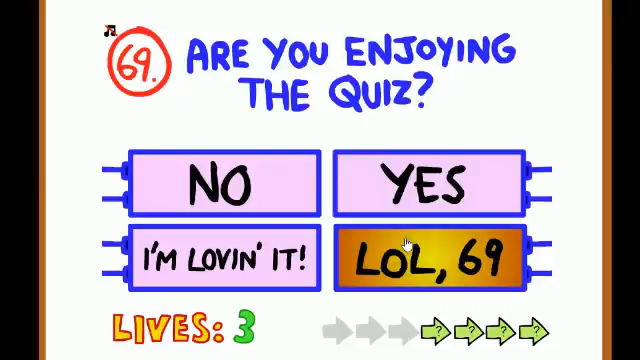 69. ARE YOU ENJOYING
THE QUIZ?
NO
YES
I'M LOVIN' IT!
LOL, 69
LIVES: 3
? ? ? ?